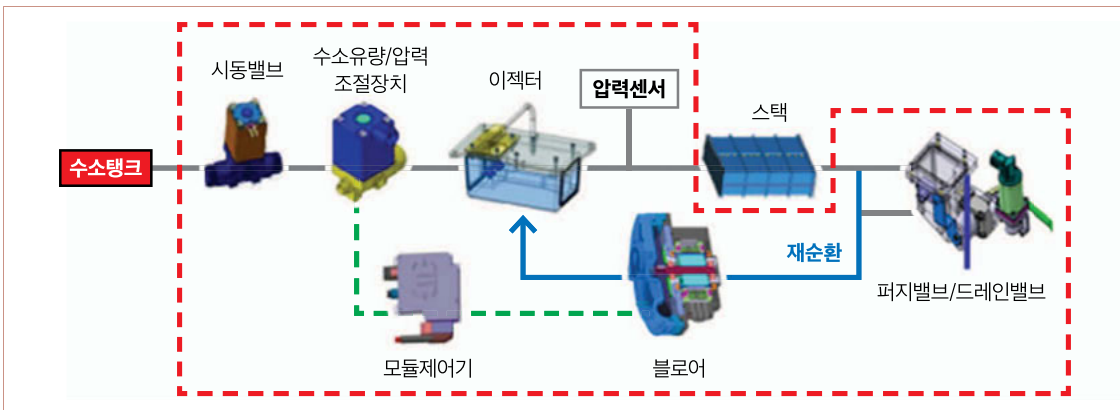 시동밸브
수소유량/압력
조절장치
이젝터
압력센서
스택
수소탱크
재순환
퍼지밸브/드레인밸브
모듈제어기
블로어